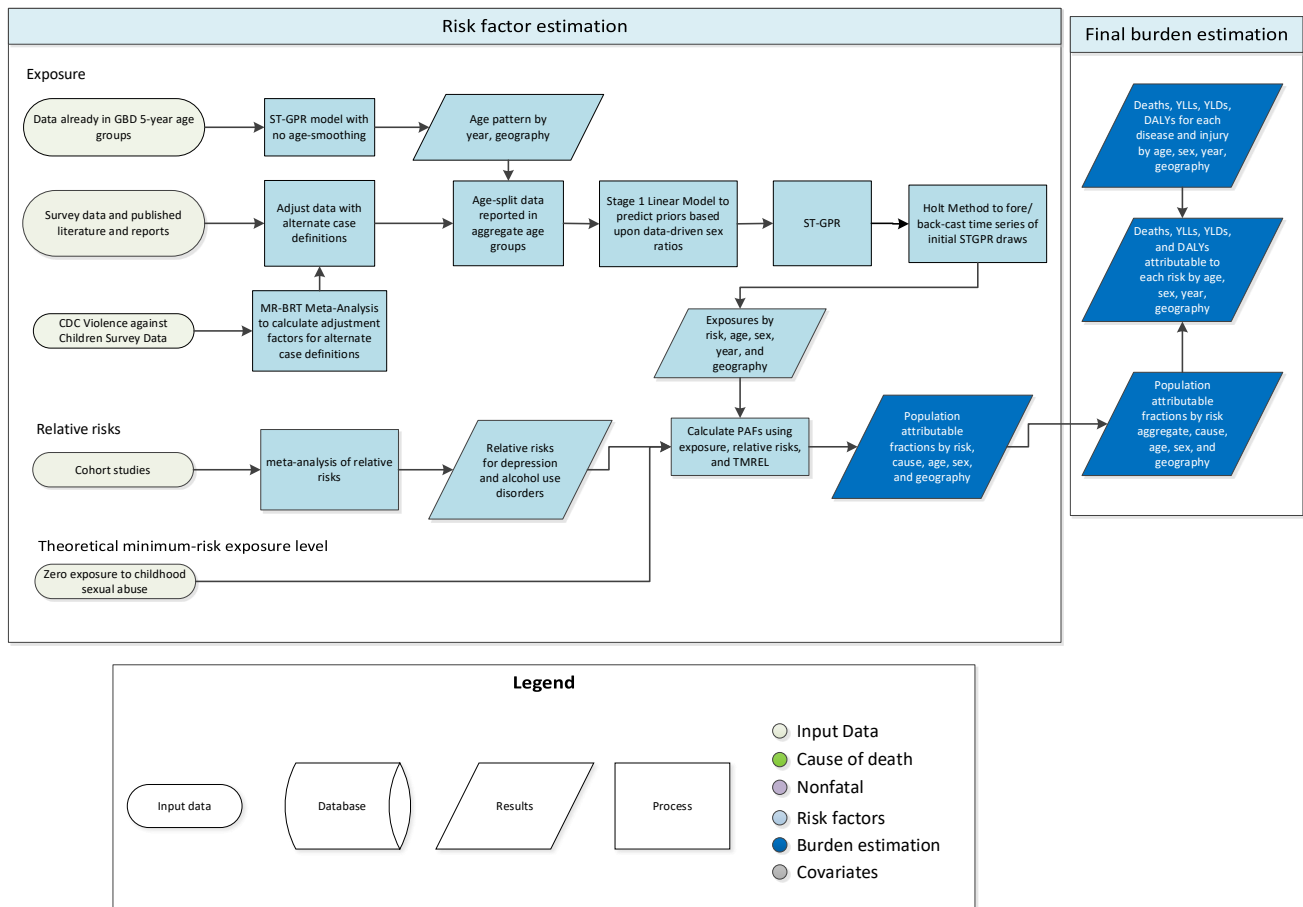 Risk factor estimation
Final burden estimation
Exposure
Data already in GBD 5-year age
groups
ST-GPR model with
no age-smoothing
Age pattern by
year, geography
Survey data and published
literature and reports
Adjust data with
alternate case
definitions
Age-split data
reported in
aggregate age
groups
Stage 1 Linear Model to
predict priors based
upon data-driven sex
ratios
ST-GPR
Holt Method to fore/
back-cast time series of
initial STGPR draws
CDC Violence against
Children Survey Data
MR-BRT Meta-Analysis
to calculate adjustment
factors for alternate
case definitions
Exposures by
risk, age, sex,
year, and
geography
Relative risks
Cohort studies
meta-analysis of relative
risks
Relative risks
for depression
and alcohol use
disorders
Calculate PAFs using
exposure, relative risks,
and TMREL
Population
attributable
fractions by risk,
cause, age, sex,
and geography
Theoretical minimum-risk exposure level
Zero exposure to childhood
sexual abuse
Deaths, YLLs, YLDs,
DALYs for each
disease and injury
by age, sex, year,
geography
Deaths, YLLs, YLDs,
and DALYs
attributable to
each risk by age,
sex, year,
geography
Population
attributable
fractions by risk
aggregate, cause,
age, sex, and
geography
Legend
Input data
Database
Results
Process
Input Data
Cause of death
Nonfatal
Risk factors
Burden estimation
Covariates